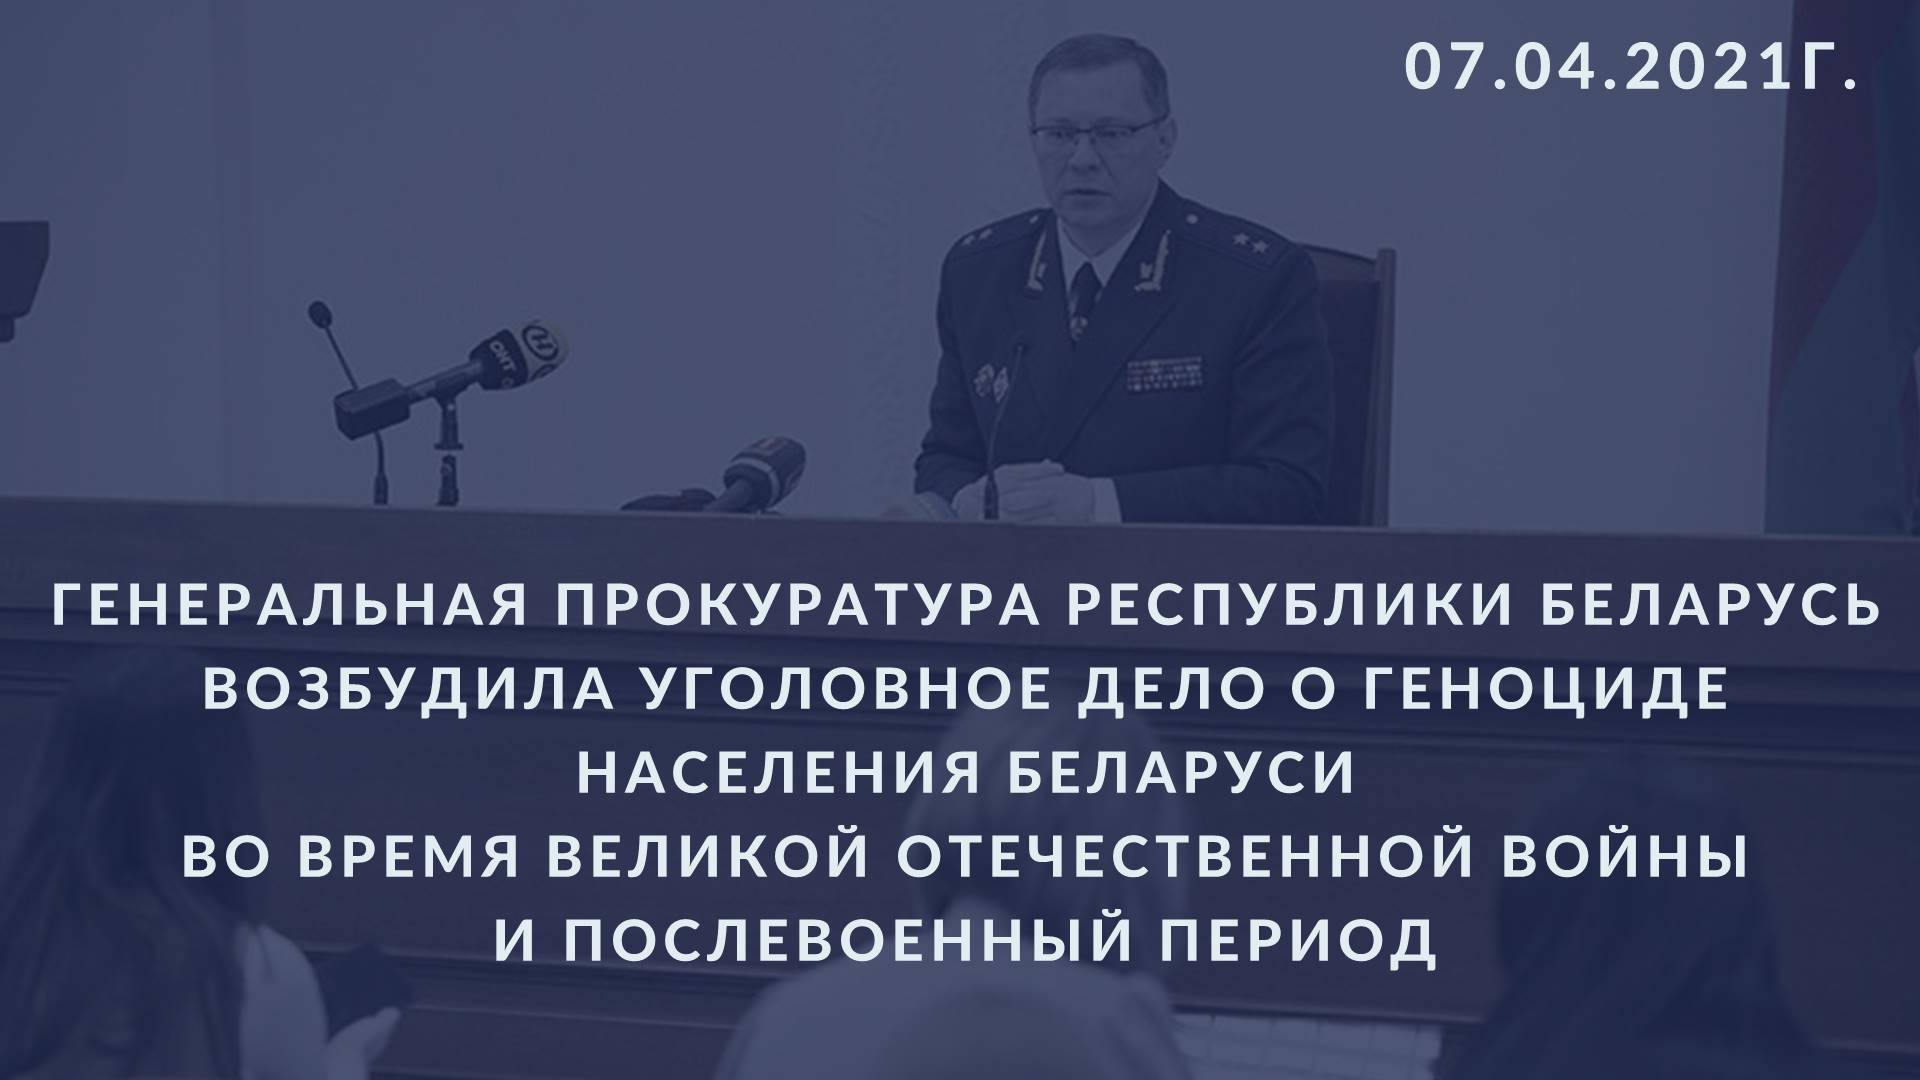 07.04.2021Г.
ОНТ
ГЕНЕРАЛЬНАЯ ПРОКУРАТУРА РЕСПУБЛИКИ БЕЛАРУСЬ
ВОЗБУДИЛА УГОЛОВНОЕ ДЕЛО О ГЕНОЦИДЕ
НАСЕЛЕНИЯ БЕЛАРУСИ
ВО ВРЕМЯ ВЕЛИКОЙ ОТЕЧЕСТВЕННОЙ ВОЙНЫ
И ПОСЛЕВОЕННЫЙ ПЕРИОД